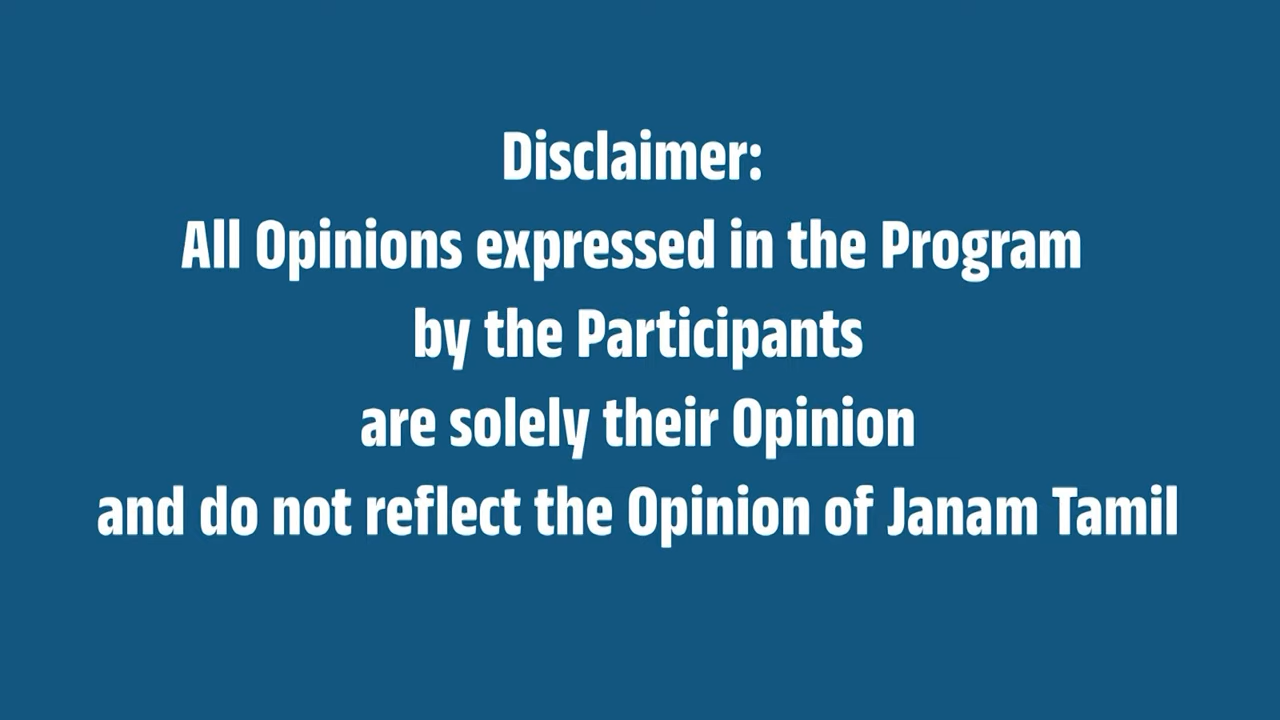 Disclaimer:
All Opinions expressed in the Program
by the Participants
are solely their Opinion
and do not reflect the Opinion of Janam Tamil